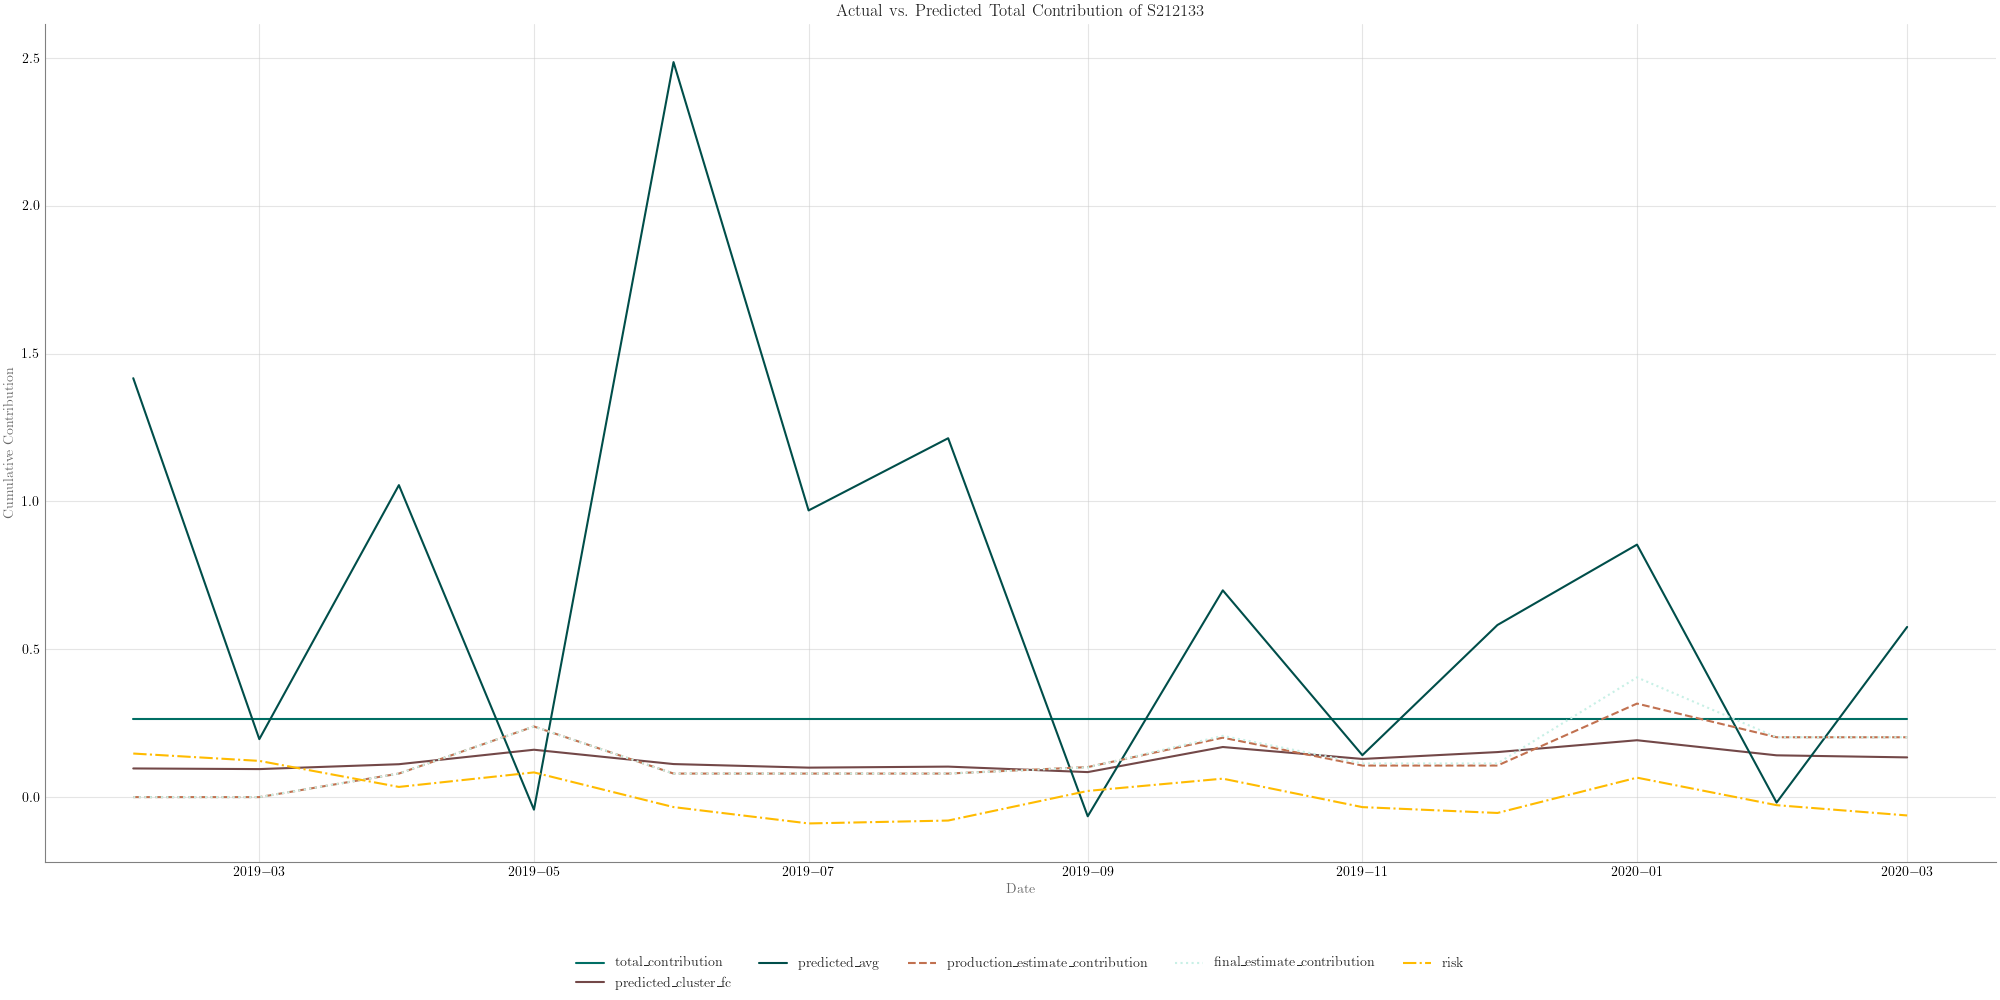 Actual vs. Predicted Total Contribution of S212133
2.5
2.0
1.5
1.0
0.5
0.0
Cumulative Contribution
2019−03 2019−05 2019−07 2019−09 2019−11 2020−01 2020−03
Date
total_contribution predicted_avg production_estimate_contribution final_estimate_contribution risk
predicted_cluster_fc